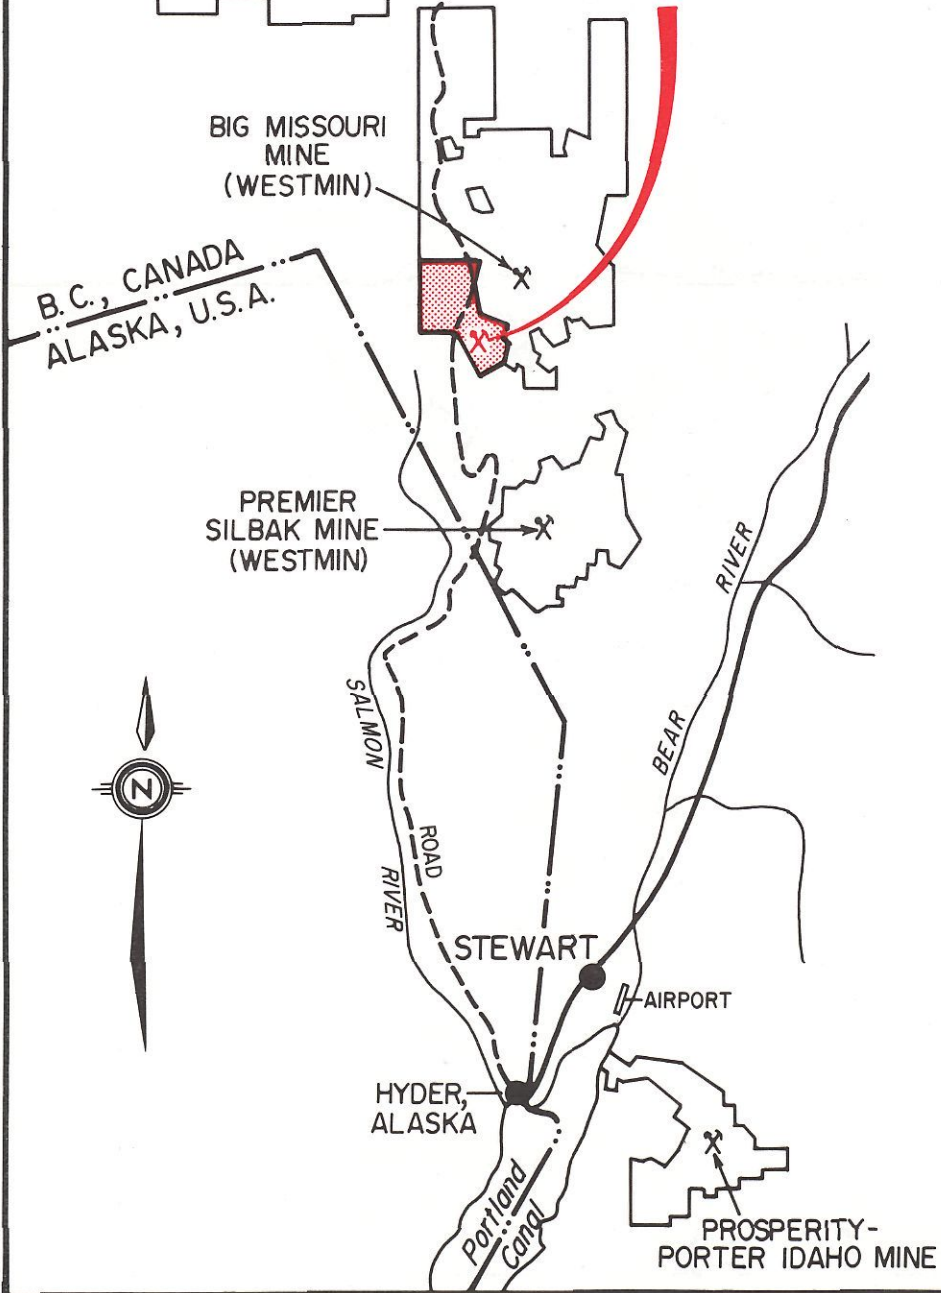 BIG MISSOURI
MINE
(WESTMIN)
B.C., CANADA
ALASKA, U.S.A.
PREMIER
SILBAK MINE
(WESTMIN)
RIVER
BEAR
SALMON
RIVER
ROAD
N
STEWART
AIRPORT
HYDER,
ALASKA
Portland
Canal
PROSPERITY-
PORTER IDAHO MINE